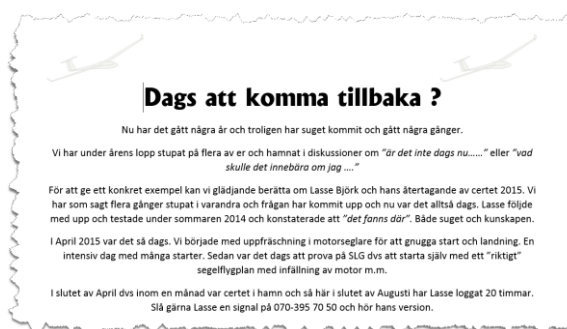 Dags att komma tillbaka ?
Nu har det gått några år och troligen har suget kommit och gått några gånger.
Vi har under årens lopp stupat på flera av er och hamnat i diskussioner om ”är det inte dags nu......” eller ”vad
skulle det innebära om jag ....”
För att ge ett konkret exempel kan vi glädjande berätta om Lasse Björk och hans återtagande av certet 2015. Vi
har som sagt flera gånger stupat i varandra och frågan har kommit upp och nu var det alltså dags. Lasse följde
med upp och testade under sommaren 2014 och konstaterade att ”det fanns där”. Både suget och kunskapen.
I April 2015 var det så dags. Vi började med uppfräschning i motorseglare för att gnugga start och landning. En
intensiv dag med många starter. Sedan var det dags att prova på SLG dvs att starta själv med ett ”riktigt”
segelflygplan med infällning av motor m.m.
I slutet av April dvs inom en månad var certet i hamn och så här i slutet av Augusti har Lasse loggat 20 timmar.
Slå gärna Lasse en signal på 070-395 70 50 och hör hans version.